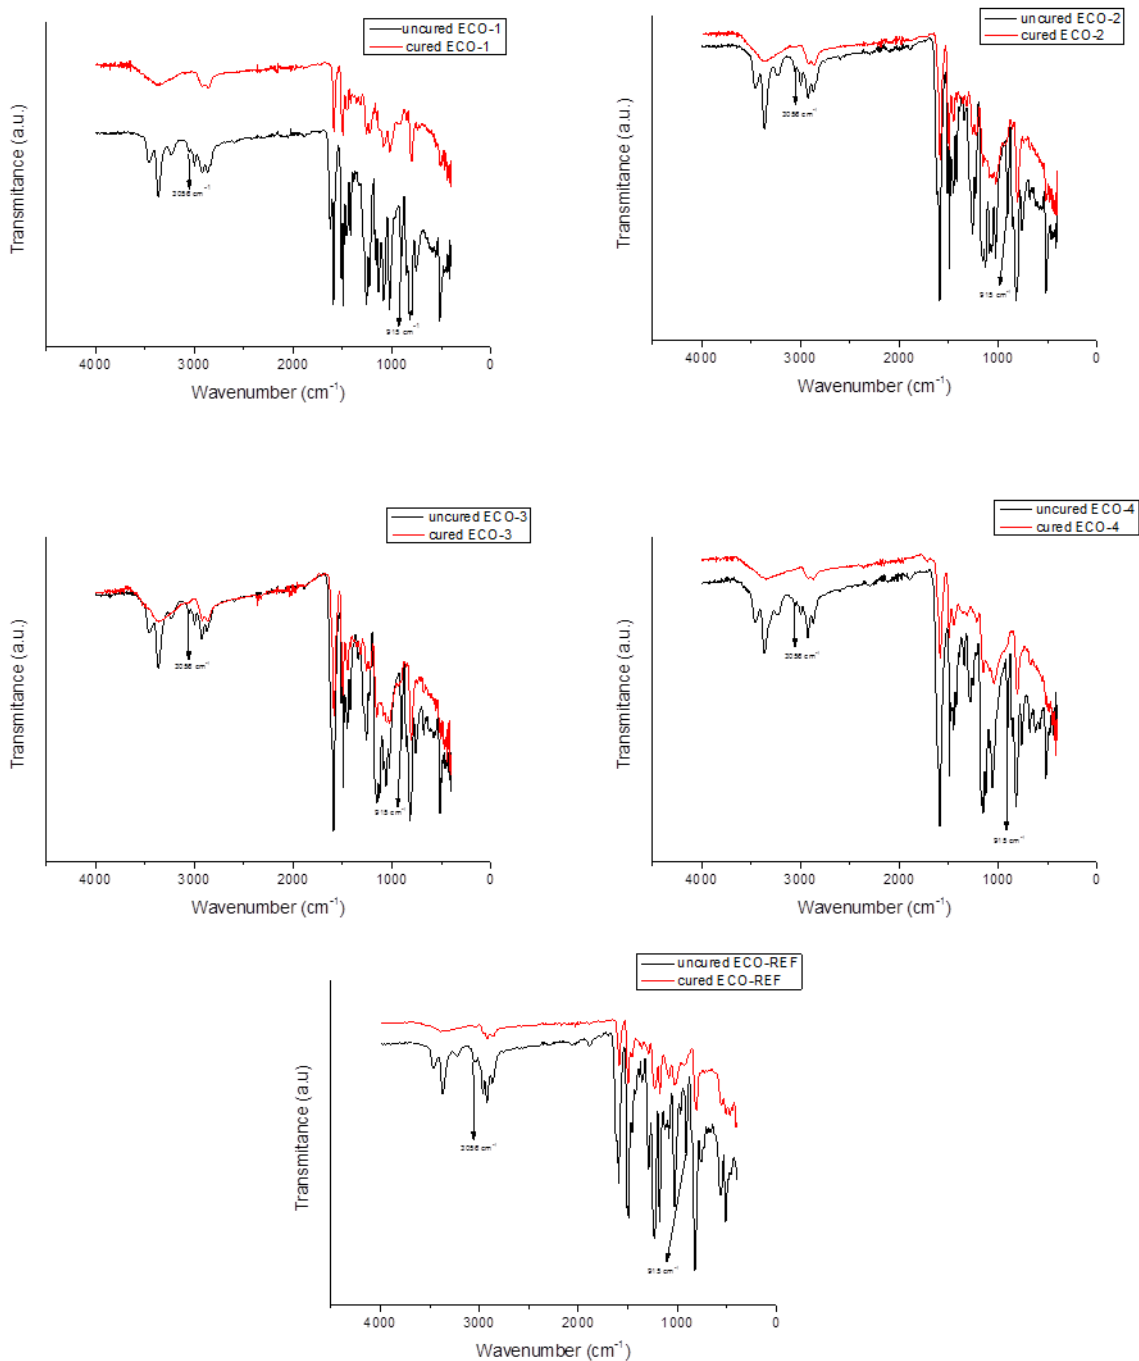 uncured ECO-1
cured ECO-1
Transmitance (a.u.)
3056 cm⁻¹
915 cm⁻¹
4000 3000 2000 1000 0
Wavenumber (cm⁻¹)
uncured ECO-2
cured ECO-2
Transmitance (a.u.)
3056 cm⁻¹
915 cm⁻¹
4000 3000 2000 1000 0
Wavenumber (cm⁻¹)
uncured ECO-3
cured ECO-3
Transmitance (a.u.)
3056 cm⁻¹
915 cm⁻¹
4000 3000 2000 1000 0
Wavenumber (cm⁻¹)
uncured ECO-4
cured ECO-4
Transmitance (a.u.)
3056 cm⁻¹
915 cm⁻¹
4000 3000 2000 1000 0
Wavenumber (cm⁻¹)
uncured ECO-REF
cured ECO-REF
Transmitance (a.u)
3056 cm⁻¹
915 cm⁻¹
4000 3000 2000 1000 0
Wavenumber (cm⁻¹)